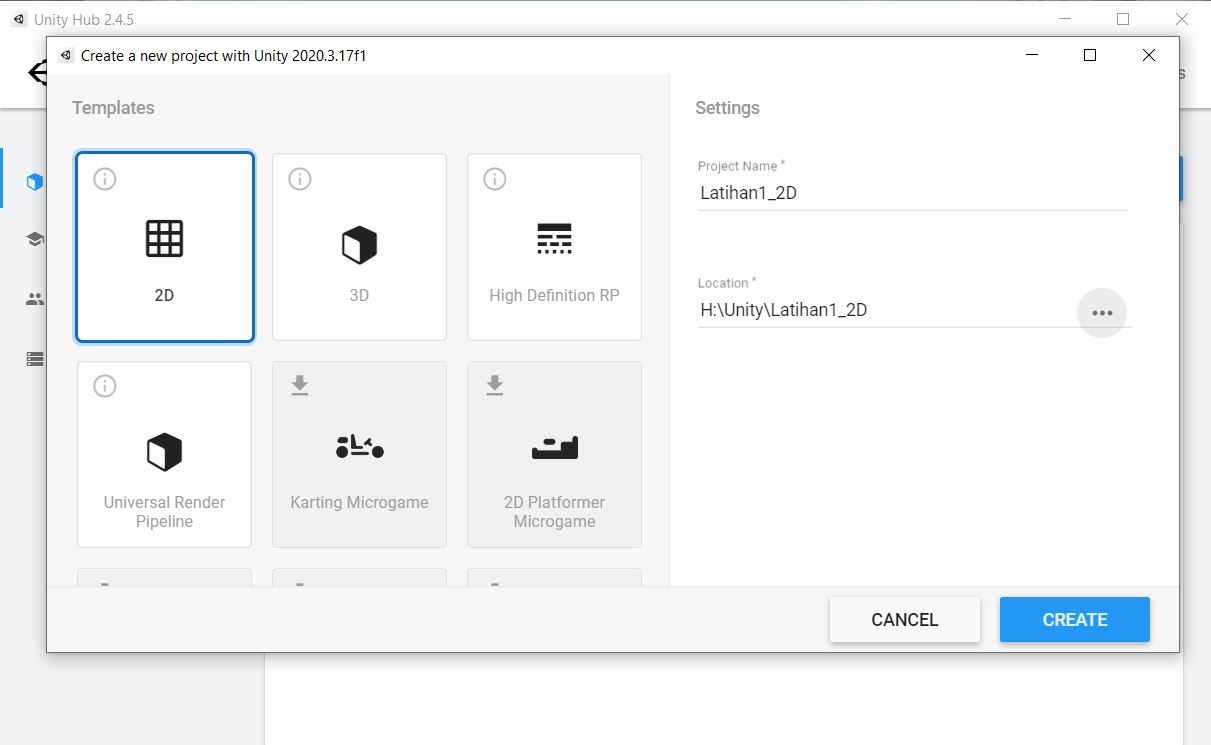 Unity Hub 2.4.5
Create a new project with Unity 2020.3.17f1
Templates
2D
3D
High Definition RP
Universal Render
Pipeline
Karting Microgame
2D Platformer
Microgame
Settings
Project Name *
Latihan1_2D
Location *
H:\Unity\Latihan1_2D
CANCEL
CREATE